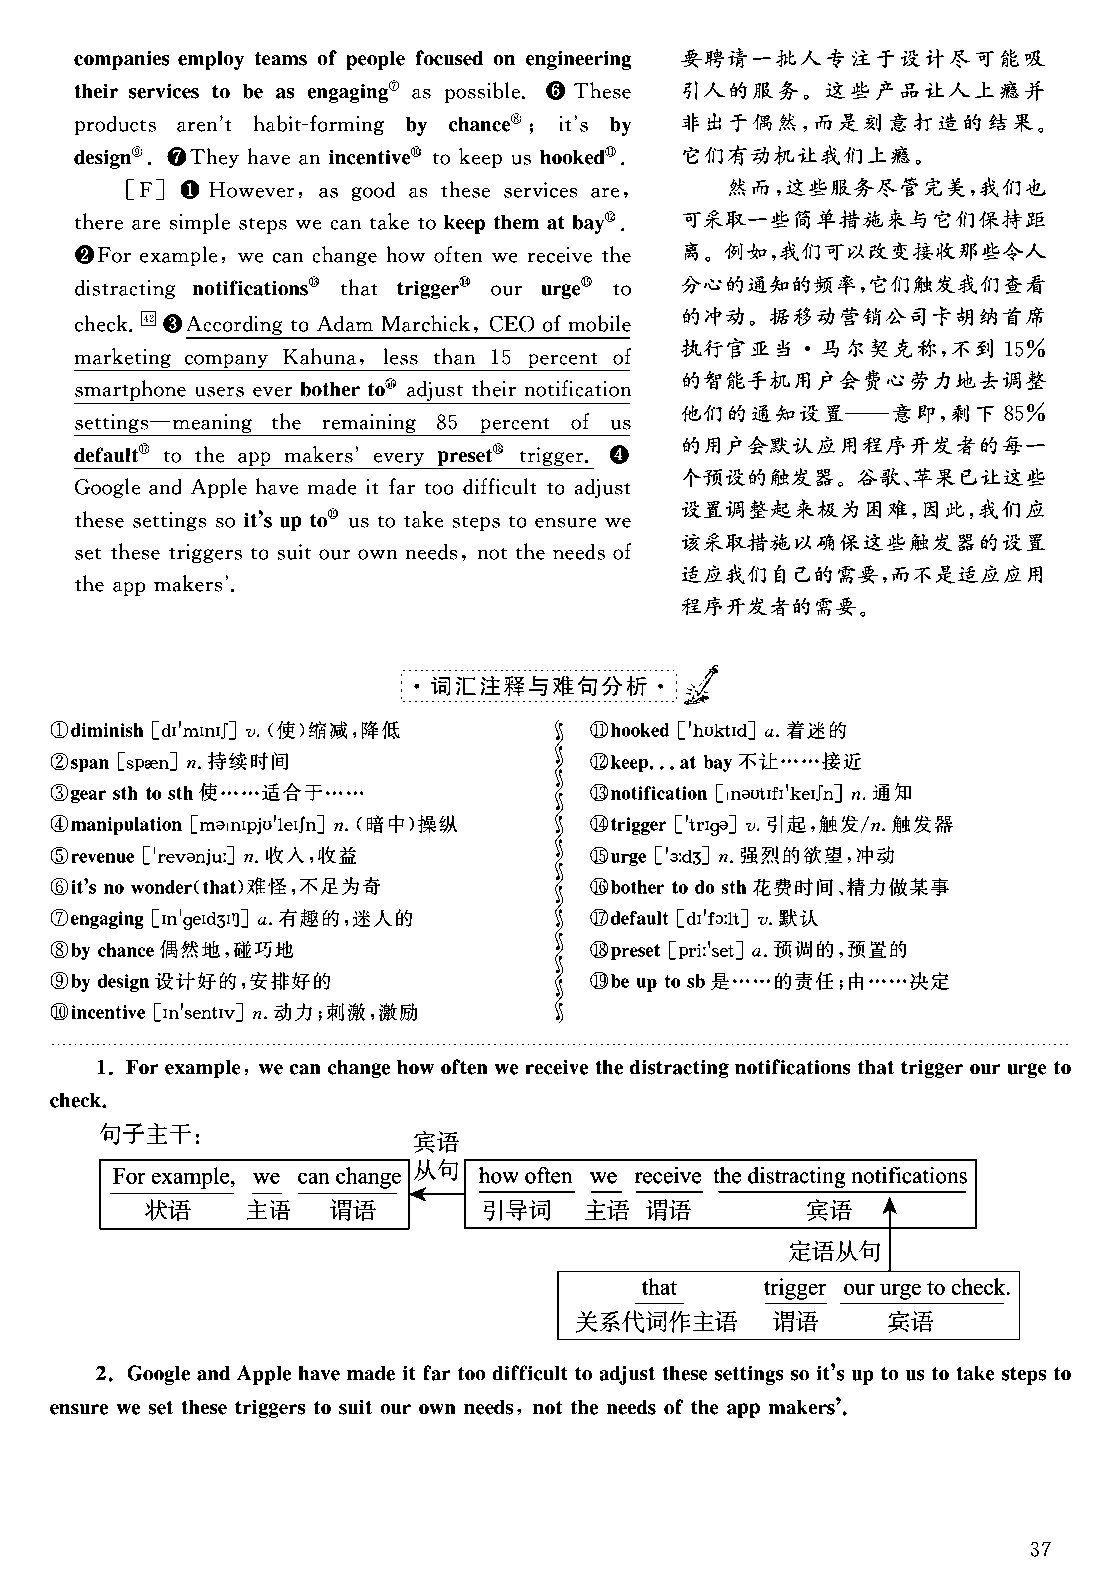 companies employ teams of people focused on engineering
their services to be as engaging⑦ as possible. ❻ These
products aren't habit-forming by chance⑧; it's by
design⑨. ❼They have an incentive⑩ to keep us hooked⑪.
[F] ❶ However, as good as these services are,
there are simple steps we can take to keep them at bay⑫.
❷For example, we can change how often we receive the
distracting notifications⑬ that trigger⑭ our urge⑮ to
check. 42 ❸According to Adam Marchick, CEO of mobile
marketing company Kahuna, less than 15 percent of
smartphone users ever bother to⑯ adjust their notification
settings—meaning the remaining 85 percent of us
default⑰ to the app makers' every preset⑱ trigger. ❹
Google and Apple have made it far too difficult to adjust
these settings so it's up to⑲ us to take steps to ensure we
set these triggers to suit our own needs, not the needs of
the app makers'.
要聘请一批人专注于设计尽可能吸
引人的服务。这些产品让人上瘾并
非出于偶然,而是刻意打造的结果。
它们有动机让我们上瘾。
然而,这些服务尽管完美,我们也
可采取一些简单措施来与它们保持距
离。例如,我们可以改变接收那些令人
分心的通知的频率,它们触发我们查看
的冲动。据移动营销公司卡胡纳首席
执行官亚当·马尔契克称,不到 15%
的智能手机用户会费心劳力地去调整
他们的通知设置——意即,剩下 85%
的用户会默认应用程序开发者的每一
个预设的触发器。谷歌、苹果已让这些
设置调整起来极为困难,因此,我们应
该采取措施以确保这些触发器的设置
适应我们自己的需要,而不是适应应用
程序开发者的需要。
·词汇注释与难句分析·
①diminish [dɪ'mɪnɪʃ] v.(使)缩减,降低
②span [spæn] n. 持续时间
③gear sth to sth 使……适合于……
④manipulation [məˌnɪpjʊ'leɪʃn] n.(暗中)操纵
⑤revenue ['revənjuː] n. 收入,收益
⑥it's no wonder(that)难怪,不足为奇
⑦engaging [ɪn'geɪdʒɪŋ] a. 有趣的,迷人的
⑧by chance 偶然地,碰巧地
⑨by design 设计好的,安排好的
⑩incentive [ɪn'sentɪv] n. 动力;刺激,激励
⑪hooked ['hʊktɪd] a. 着迷的
⑫keep...at bay 不让……接近
⑬notification [ˌnəʊtɪfɪ'keɪʃn] n. 通知
⑭trigger ['trɪgə] v. 引起,触发/n. 触发器
⑮urge ['ɜːdʒ] n. 强烈的欲望,冲动
⑯bother to do sth 花费时间、精力做某事
⑰default [dɪ'fɔːlt] v. 默认
⑱preset [priː'set] a. 预调的,预置的
⑲be up to sb 是……的责任;由……决定
1. For example, we can change how often we receive the distracting notifications that trigger our urge to
check.
句子主干:
宾语
从句
For example, we can change
状语 主语 谓语
how often we receive the distracting notifications
引导词 主语 谓语 宾语
定语从句
that trigger our urge to check.
关系代词作主语 谓语 宾语
2. Google and Apple have made it far too difficult to adjust these settings so it's up to us to take steps to
ensure we set these triggers to suit our own needs, not the needs of the app makers'.
37